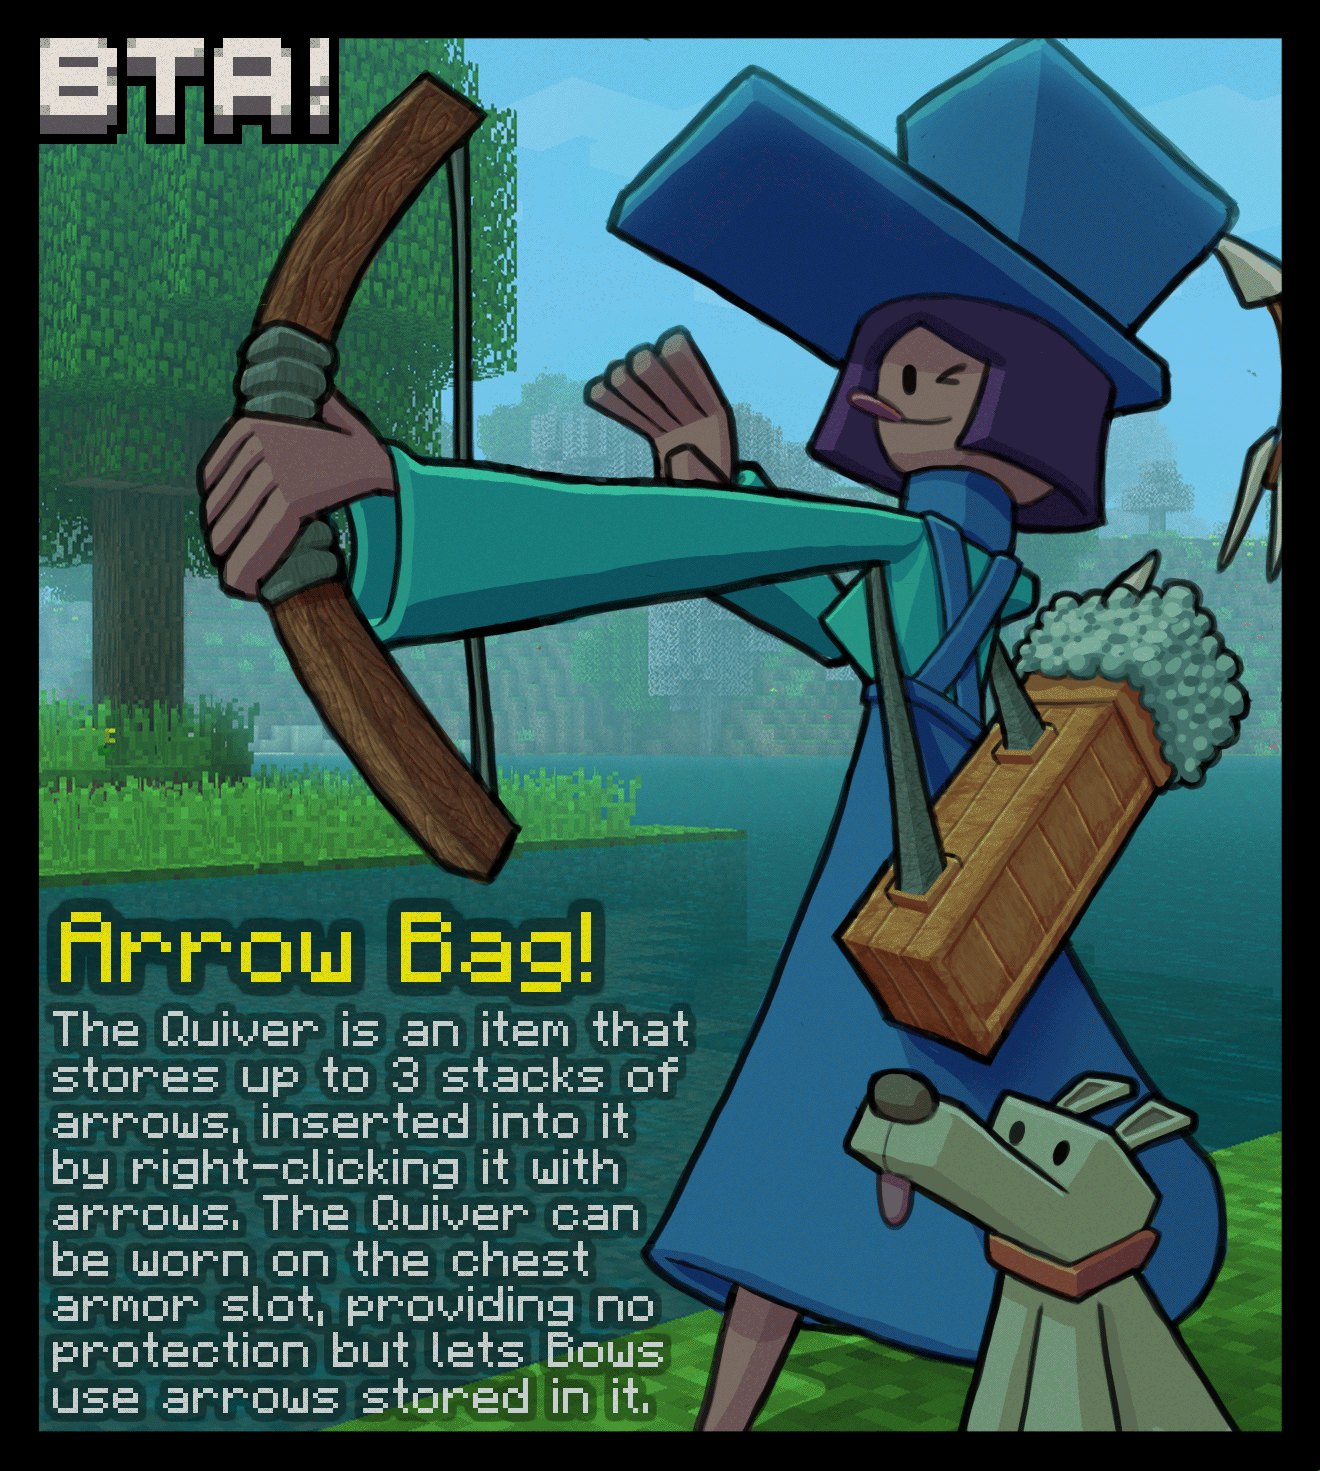 BTA!
Arrow Bag!
The Quiver is an item that
stores up to 3 stacks of
arrows, inserted into it
by right-clicking it with
arrows. The Quiver can
be worn on the chest
armor slot, providing no
protection but lets Bows
use arrows stored in it.